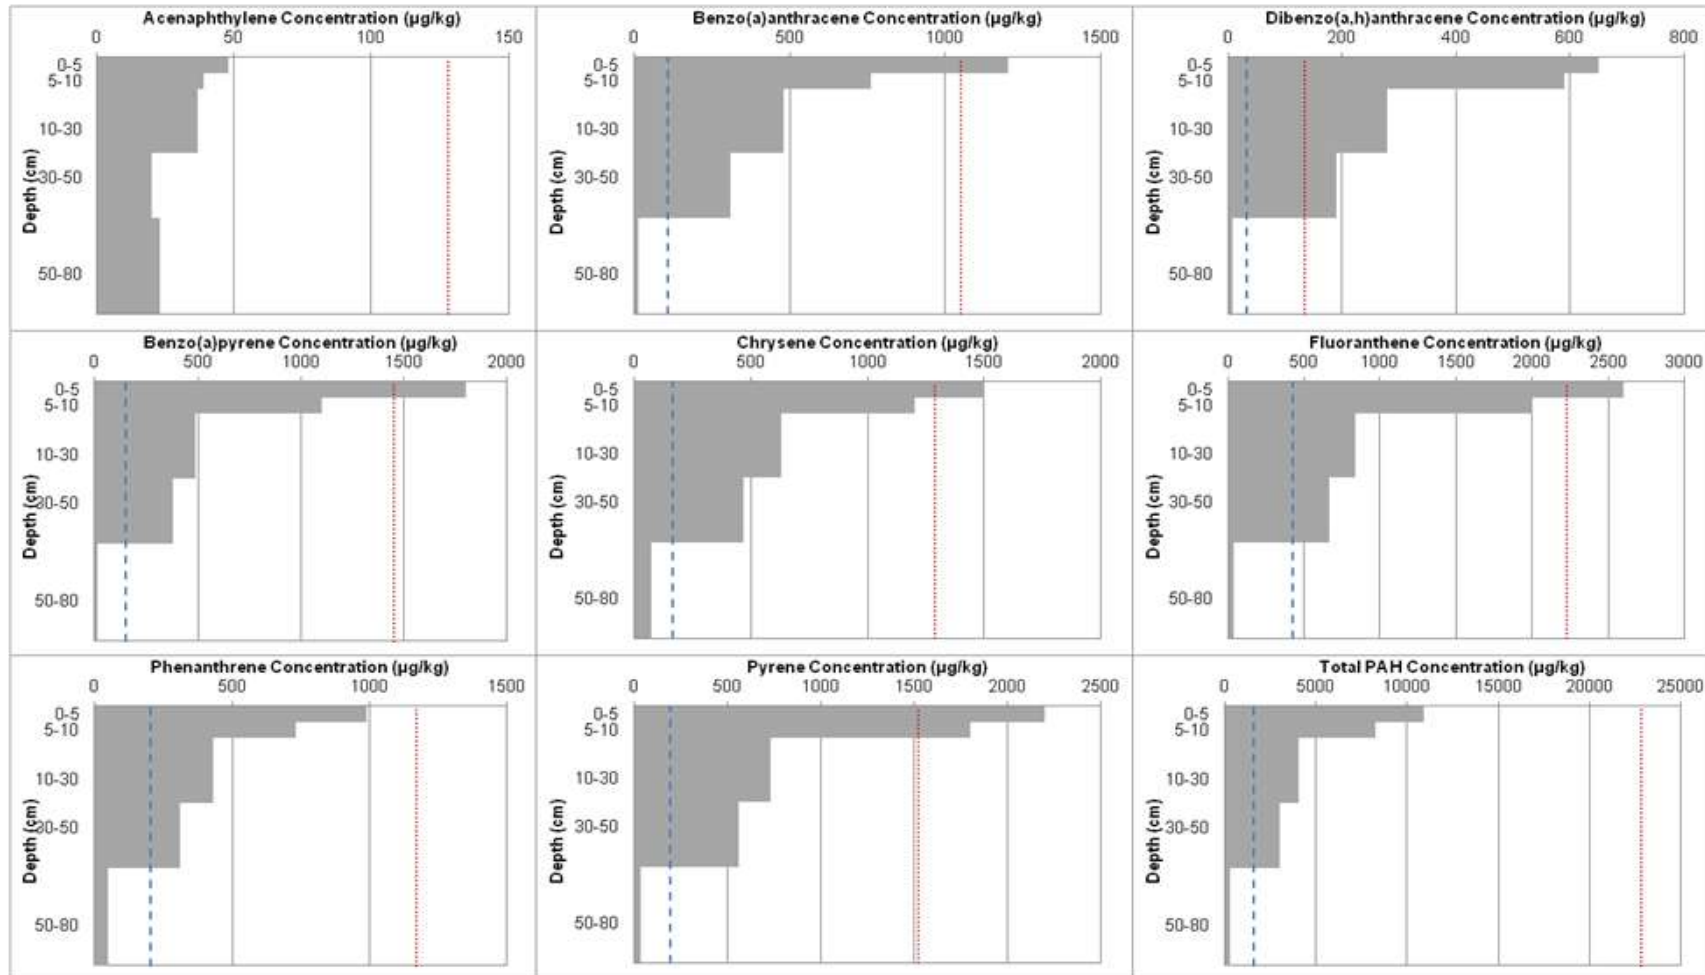 Acenaphthylene Concentration (µg/kg)
0 50 100 150
0-5
5-10
10-30
30-50
50-80
Depth (cm)
Benzo(a)anthracene Concentration (µg/kg)
0 500 1000 1500
0-5
5-10
10-30
30-50
50-80
Depth (cm)
Dibenzo(a,h)anthracene Concentration (µg/kg)
0 200 400 600 800
0-5
5-10
10-30
30-50
50-80
Depth (cm)
Benzo(a)pyrene Concentration (µg/kg)
0 500 1000 1500 2000
0-5
5-10
10-30
30-50
50-80
Depth (cm)
Chrysene Concentration (µg/kg)
0 500 1000 1500 2000
0-5
5-10
10-30
30-50
50-80
Depth (cm)
Fluoranthene Concentration (µg/kg)
0 500 1000 1500 2000 2500 3000
0-5
5-10
10-30
30-50
50-80
Depth (cm)
Phenanthrene Concentration (µg/kg)
0 500 1000 1500
0-5
5-10
10-30
30-50
50-80
Depth (cm)
Pyrene Concentration (µg/kg)
0 500 1000 1500 2000 2500
0-5
5-10
10-30
30-50
50-80
Depth (cm)
Total PAH Concentration (µg/kg)
0 5000 10000 15000 20000 25000
0-5
5-10
10-30
30-50
50-80
Depth (cm)